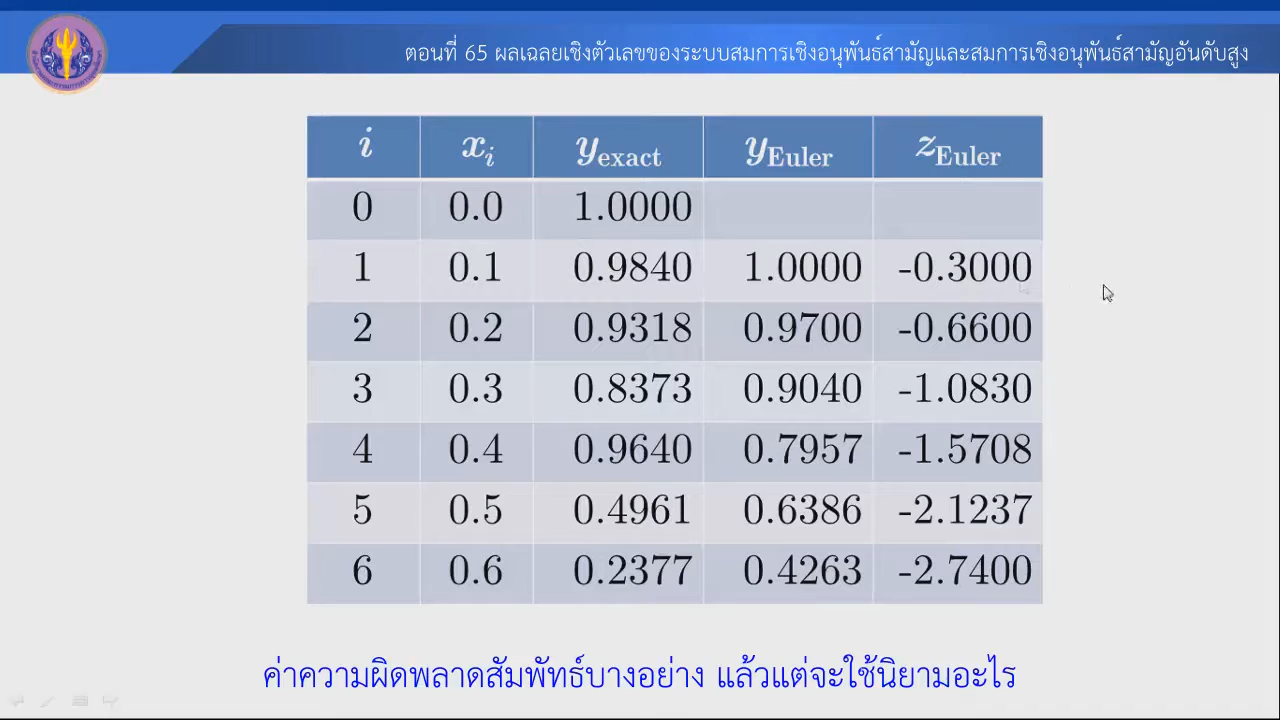 ตอนที่ 65 ผลเฉลยเชิงตัวเลขของระบบสมการเชิงอนุพันธ์สามัญและสมการเชิงอนุพันธ์สามัญอันดับสูง
i x_i y_exact y_Euler z_Euler
0 0.0 1.0000
1 0.1 0.9840 1.0000 -0.3000
2 0.2 0.9318 0.9700 -0.6600
3 0.3 0.8373 0.9040 -1.0830
4 0.4 0.9640 0.7957 -1.5708
5 0.5 0.4961 0.6386 -2.1237
6 0.6 0.2377 0.4263 -2.7400
ค่าความผิดพลาดสัมพัทธ์บางอย่าง แล้วแต่จะใช้นิยามอะไร